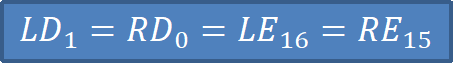 LD₁ = RD₀ = LE₁₆ = RE₁₅